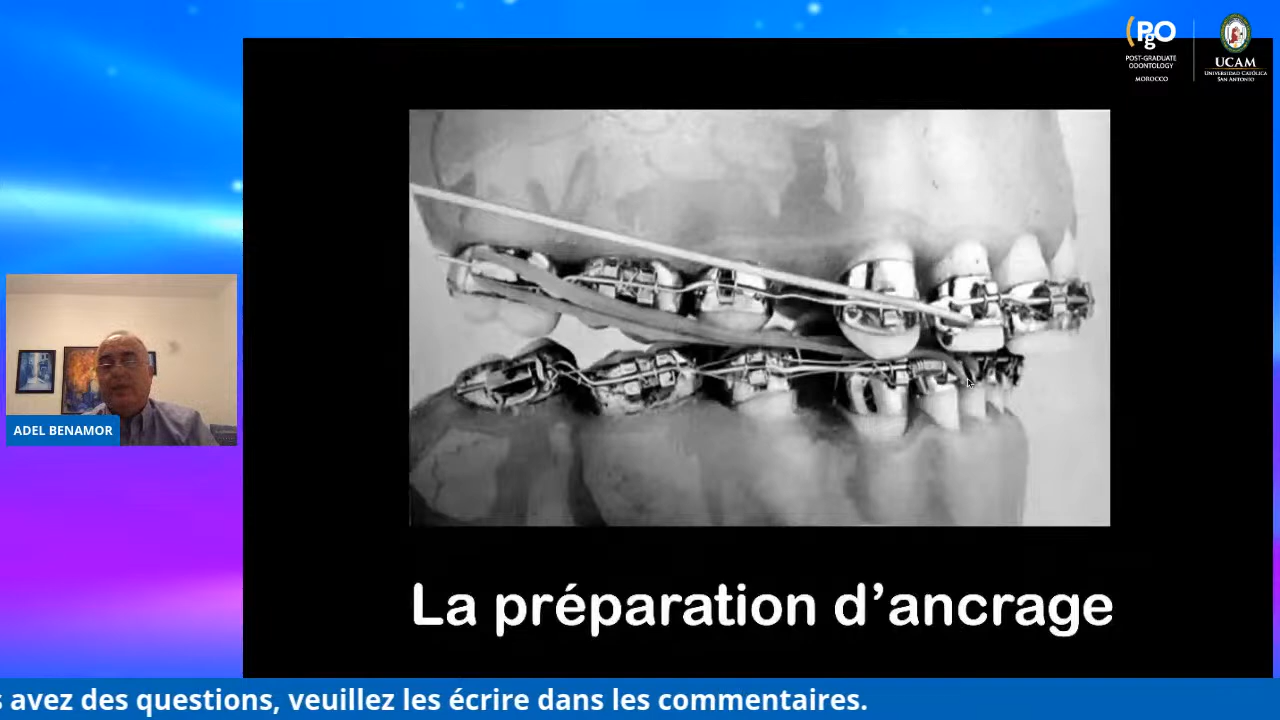 PgO
POST-GRADUATE
ODONTOLOGY
MOROCCO
UCAM
UNIVERSIDAD CATÓLICA
SAN ANTONIO
ADEL BENAMOR
La préparation d’ancrage
s avez des questions, veuillez les écrire dans les commentaires.